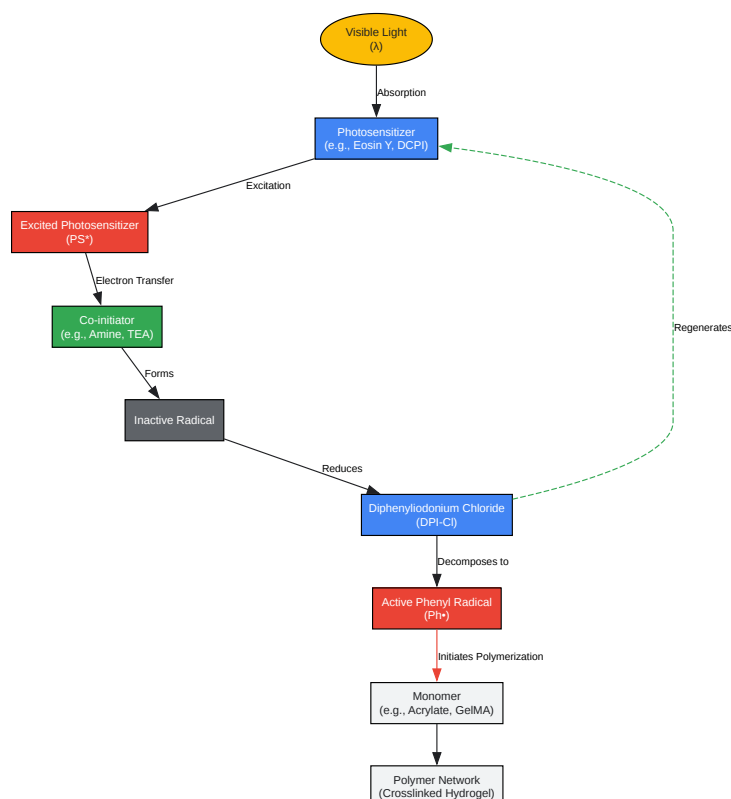 Visible Light
(λ)
Absorption
Photosensitizer
(e.g., Eosin Y, DCPI)
Excitation
Excited Photosensitizer
(PS*)
Electron Transfer
Co-initiator
(e.g., Amine, TEA)
Regenerates
Forms
Inactive Radical
Reduces
Diphenyliodonium Chloride
(DPI-Cl)
Decomposes to
Active Phenyl Radical
(Ph•)
Initiates Polymerization
Monomer
(e.g., Acrylate, GelMA)
Polymer Network
(Crosslinked Hydrogel)